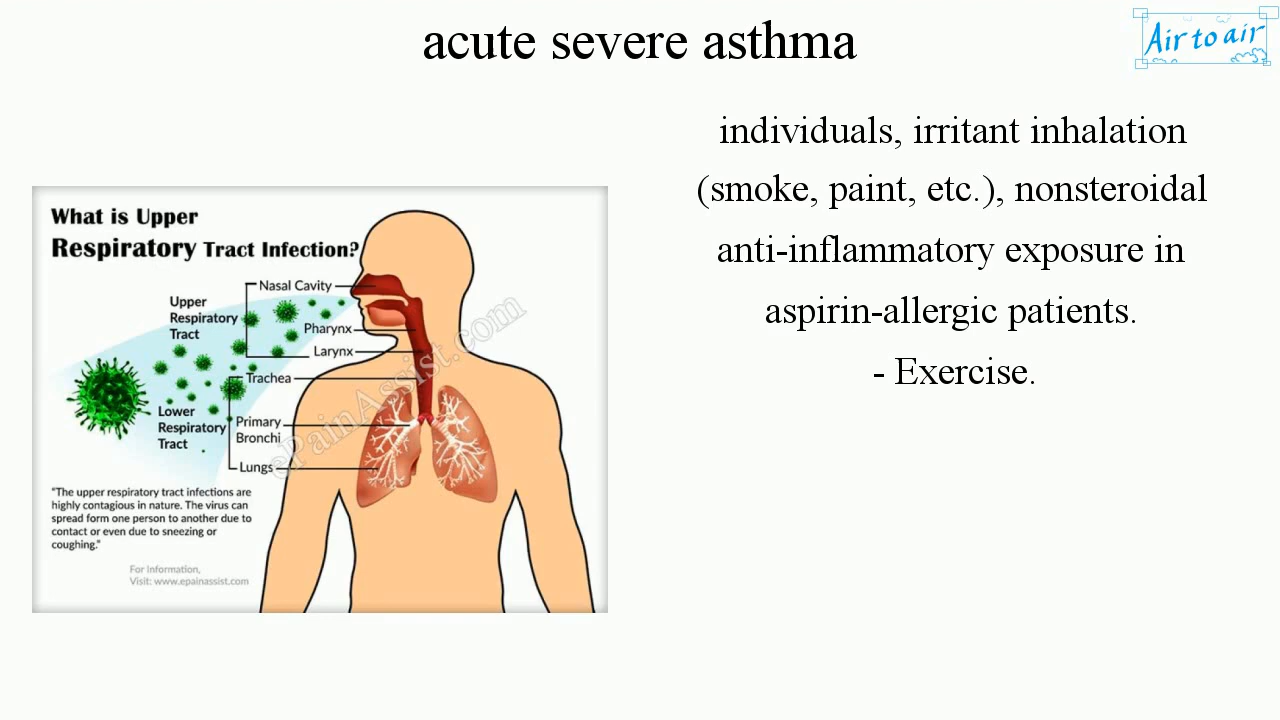 acute severe asthma
Air to air
individuals, irritant inhalation
(smoke, paint, etc.), nonsteroidal
anti-inflammatory exposure in
aspirin-allergic patients.
- Exercise.
What is Upper
Respiratory Tract Infection?
Nasal Cavity
Upper
Respiratory
Tract
Pharynx
Larynx
Trachea
Lower
Respiratory
Tract
Primary
Bronchi
Lungs
ePainAssist.com
"The upper respiratory tract infections are
highly contagious in nature. The virus can
spread form one person to another due to
contact or even due to sneezing or
coughing."
For Information,
Visit: www.epainassist.com